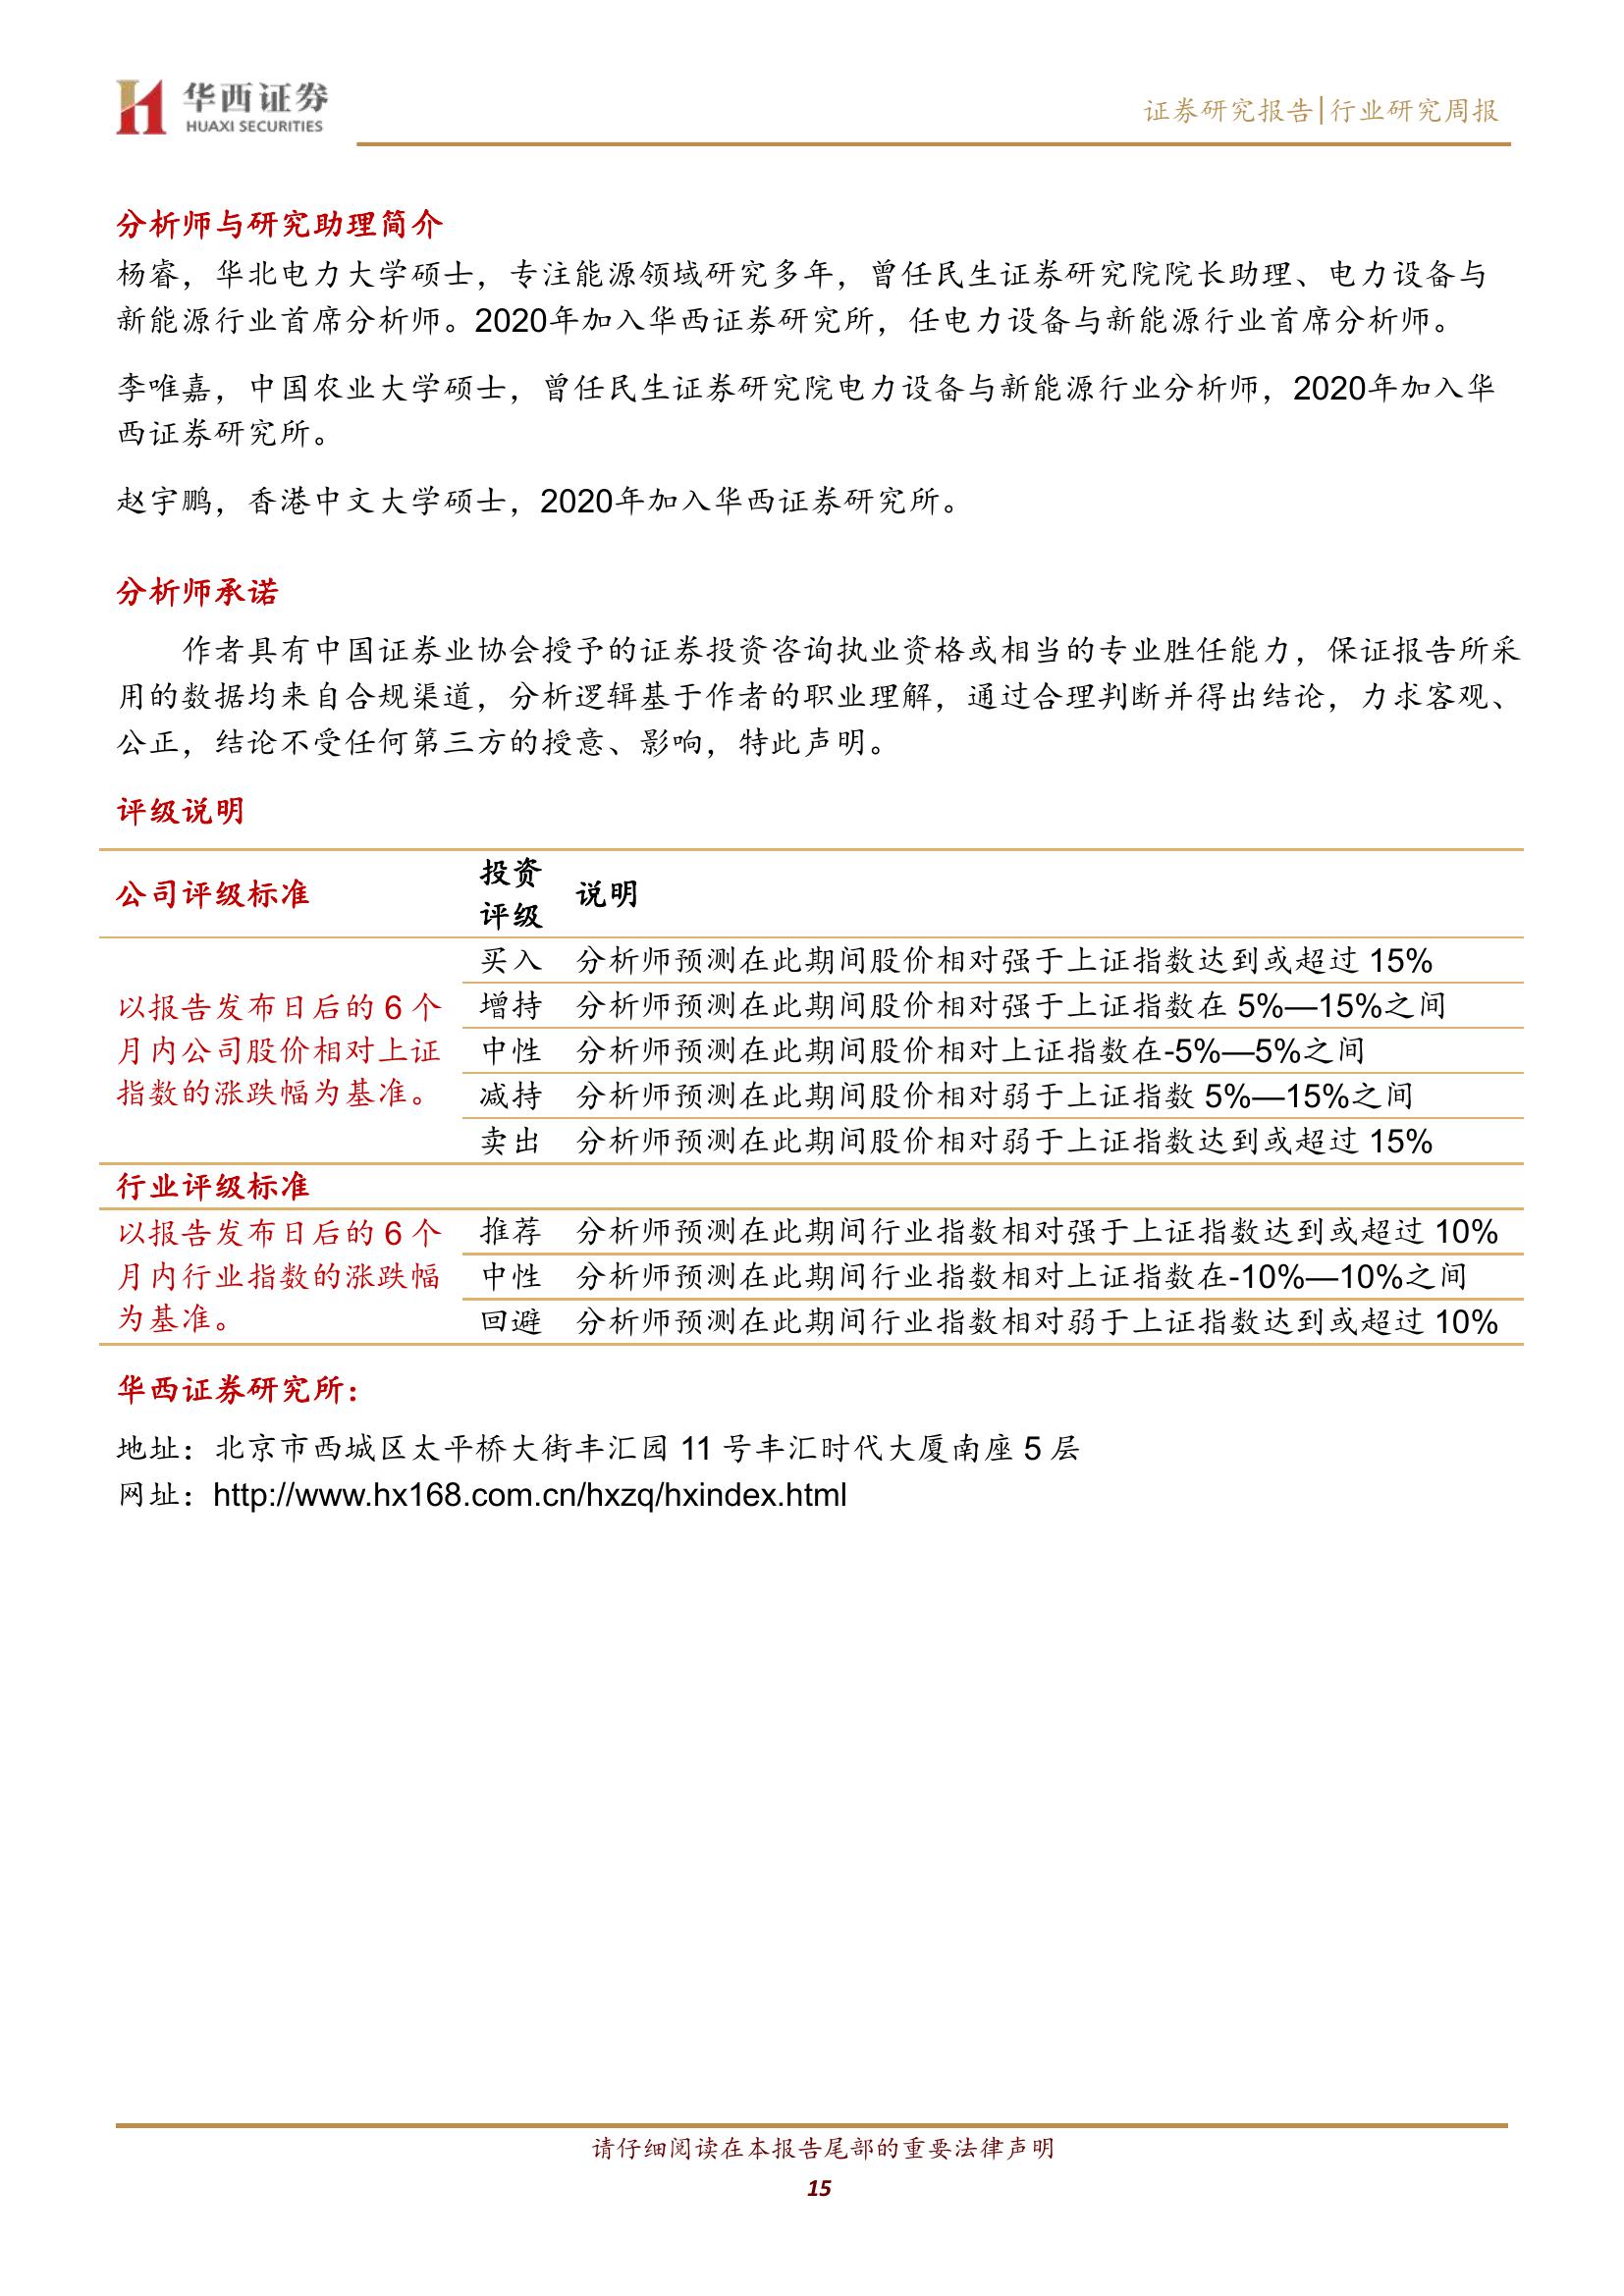 华西证券
HUAXI SECURITIES
证券研究报告|行业研究周报
分析师与研究助理简介
杨睿，华北电力大学硕士，专注能源领域研究多年，曾任民生证券研究院院长助理、电力设备与
新能源行业首席分析师。2020年加入华西证券研究所，任电力设备与新能源行业首席分析师。
李唯嘉，中国农业大学硕士，曾任民生证券研究院电力设备与新能源行业分析师，2020年加入华
西证券研究所。
赵宇鹏，香港中文大学硕士，2020年加入华西证券研究所。
分析师承诺
作者具有中国证券业协会授予的证券投资咨询执业资格或相当的专业胜任能力，保证报告所采
用的数据均来自合规渠道，分析逻辑基于作者的职业理解，通过合理判断并得出结论，力求客观、
公正，结论不受任何第三方的授意、影响，特此声明。
评级说明
公司评级标准
投资
评级
说明
以报告发布日后的 6 个
月内公司股价相对上证
指数的涨跌幅为基准。
买入 分析师预测在此期间股价相对强于上证指数达到或超过 15%
增持 分析师预测在此期间股价相对强于上证指数在 5%—15%之间
中性 分析师预测在此期间股价相对上证指数在-5%—5%之间
减持 分析师预测在此期间股价相对弱于上证指数 5%—15%之间
卖出 分析师预测在此期间股价相对弱于上证指数达到或超过 15%
行业评级标准
以报告发布日后的 6 个
月内行业指数的涨跌幅
为基准。
推荐 分析师预测在此期间行业指数相对强于上证指数达到或超过 10%
中性 分析师预测在此期间行业指数相对上证指数在-10%—10%之间
回避 分析师预测在此期间行业指数相对弱于上证指数达到或超过 10%
华西证券研究所：
地址：北京市西城区太平桥大街丰汇园 11 号丰汇时代大厦南座 5 层
网址：http://www.hx168.com.cn/hxzq/hxindex.html
请仔细阅读在本报告尾部的重要法律声明
15